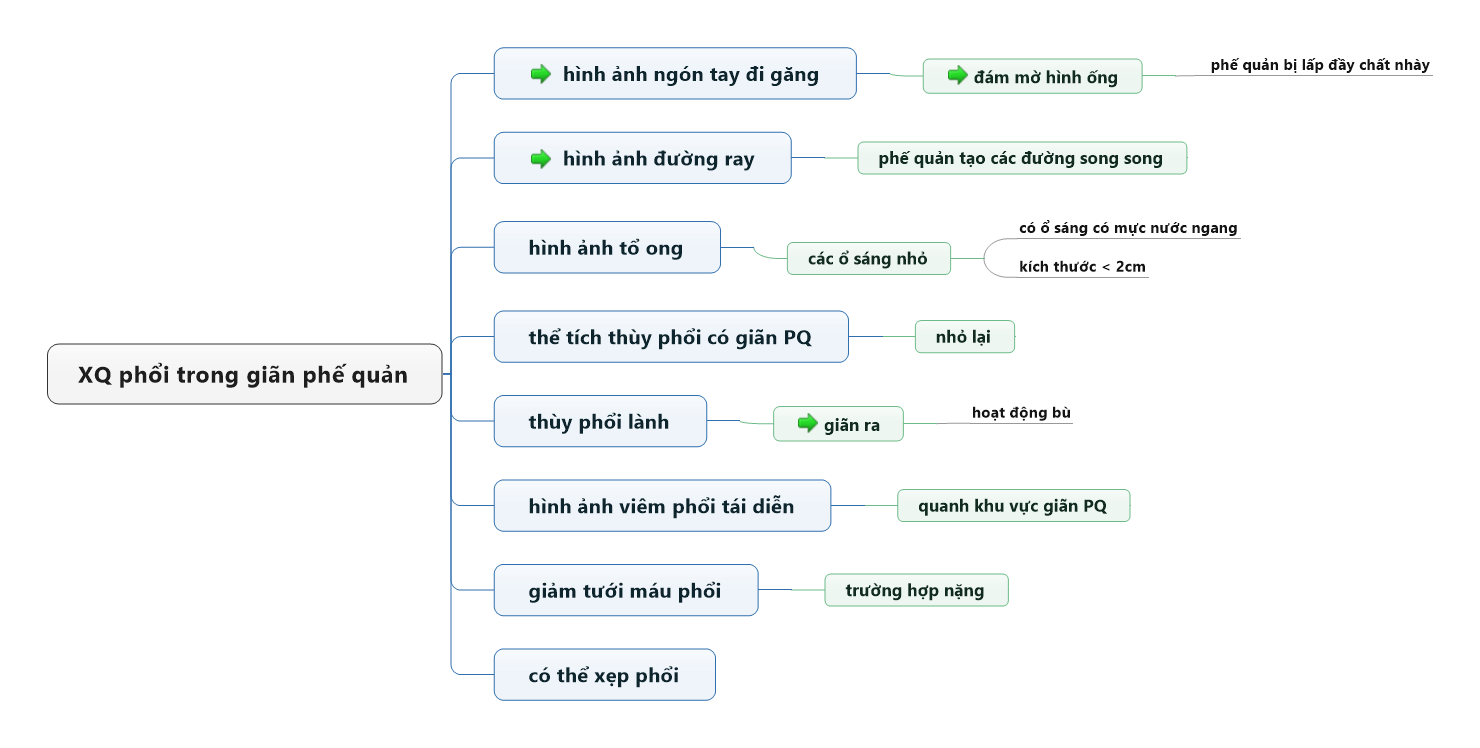 XQ phổi trong giãn phế quản
hình ảnh ngón tay đi găng
đám mờ hình ống
phế quản bị lấp đầy chất nhày
hình ảnh đường ray
phế quản tạo các đường song song
hình ảnh tổ ong
các ổ sáng nhỏ
có ổ sáng có mực nước ngang
kích thước < 2cm
thể tích thùy phổi có giãn PQ
nhỏ lại
thùy phổi lành
giãn ra
hoạt động bù
hình ảnh viêm phổi tái diễn
quanh khu vực giãn PQ
giảm tưới máu phổi
trường hợp nặng
có thể xẹp phổi